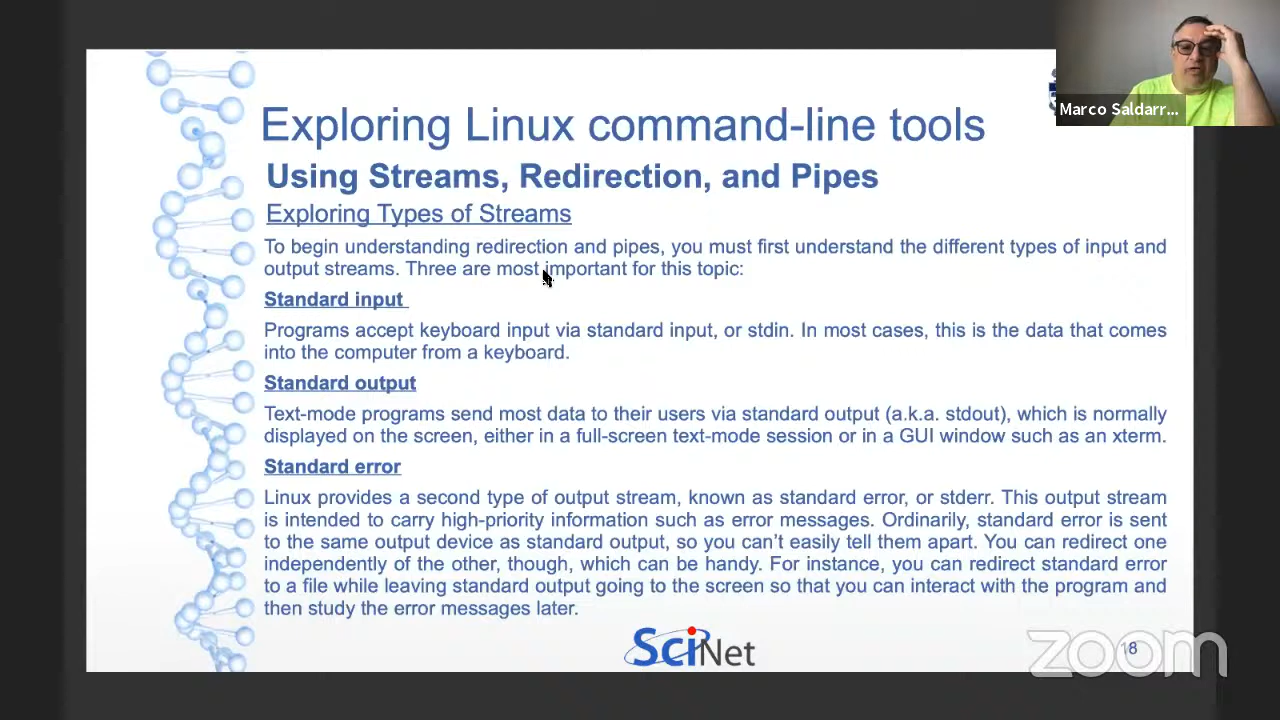 Exploring Linux command-line tools
Marco Saldarr...
Using Streams, Redirection, and Pipes
Exploring Types of Streams
To begin understanding redirection and pipes, you must first understand the different types of input and
output streams. Three are most important for this topic:
Standard input
Programs accept keyboard input via standard input, or stdin. In most cases, this is the data that comes
into the computer from a keyboard.
Standard output
Text-mode programs send most data to their users via standard output (a.k.a. stdout), which is normally
displayed on the screen, either in a full-screen text-mode session or in a GUI window such as an xterm.
Standard error
Linux provides a second type of output stream, known as standard error, or stderr. This output stream
is intended to carry high-priority information such as error messages. Ordinarily, standard error is sent
to the same output device as standard output, so you can’t easily tell them apart. You can redirect one
independently of the other, though, which can be handy. For instance, you can redirect standard error
to a file while leaving standard output going to the screen so that you can interact with the program and
then study the error messages later.
SciNet
18
zoom